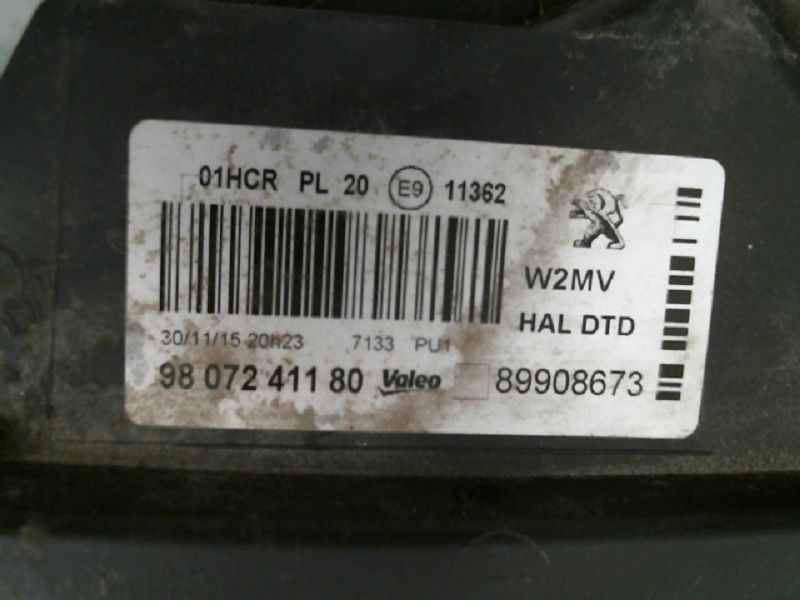 01HCR PL 20 E9 11362
W2MV
HAL DTD
30/11/15 20h23 7133 PU1
98 072 411 80 Valeo 89908673